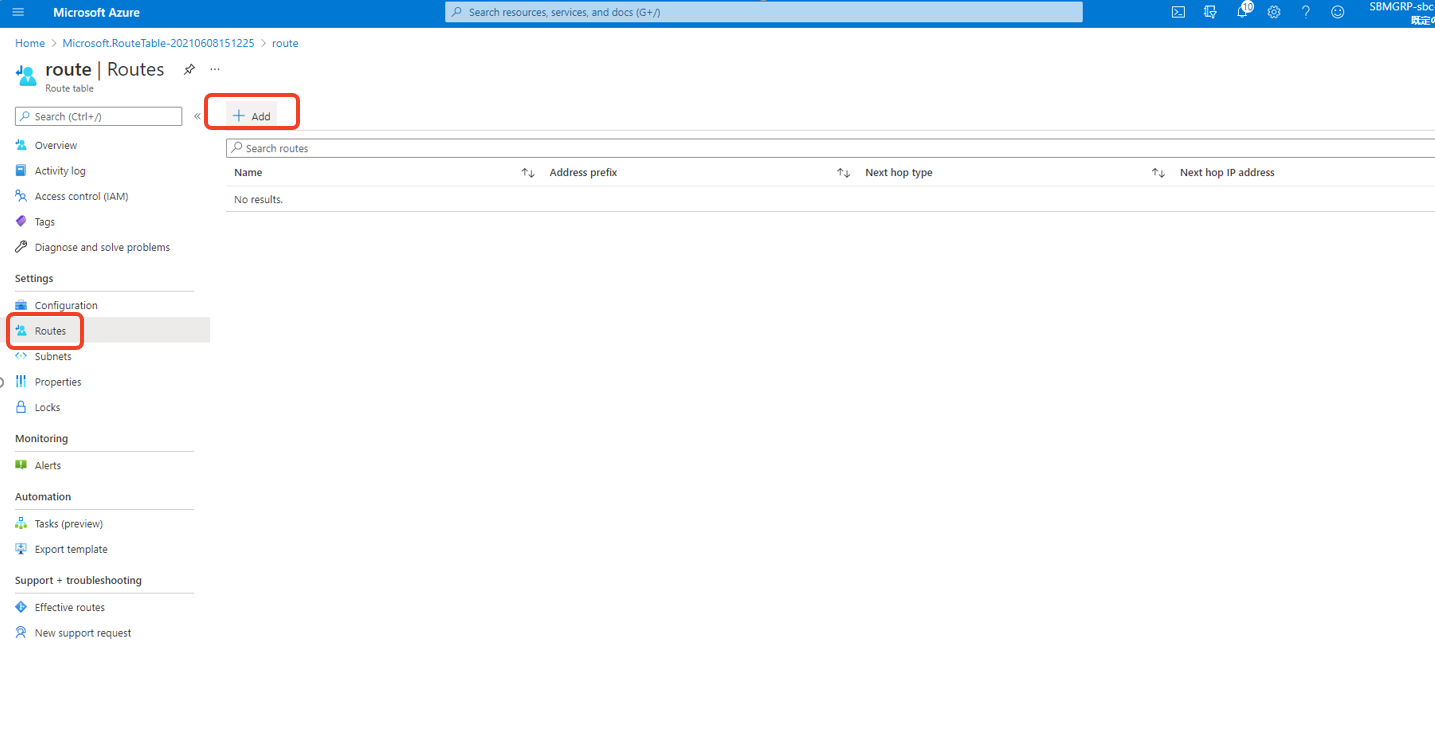 Microsoft Azure
Search resources, services, and docs (G+/)
10
SBMGRP-sbc-
既定の
Home > Microsoft.RouteTable-20210608151225 > route
route | Routes
Route table
Search (Ctrl+/)
Add
Overview
Activity log
Access control (IAM)
Tags
Diagnose and solve problems
Settings
Configuration
Routes
Subnets
Properties
Locks
Monitoring
Alerts
Automation
Tasks (preview)
Export template
Support + troubleshooting
Effective routes
New support request
Search routes
Name Address prefix Next hop type Next hop IP address
No results.